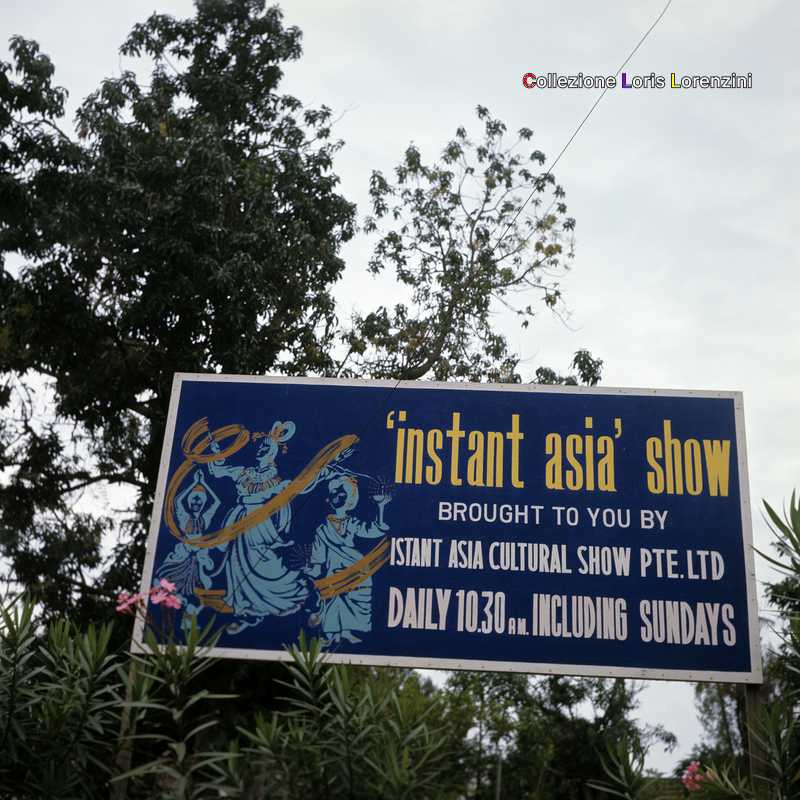 Collezione Loris Lorenzini
'instant asia' show
BROUGHT TO YOU BY
ISTANT ASIA CULTURAL SHOW PTE.LTD
DAILY 10.30 A.M. INCLUDING SUNDAYS